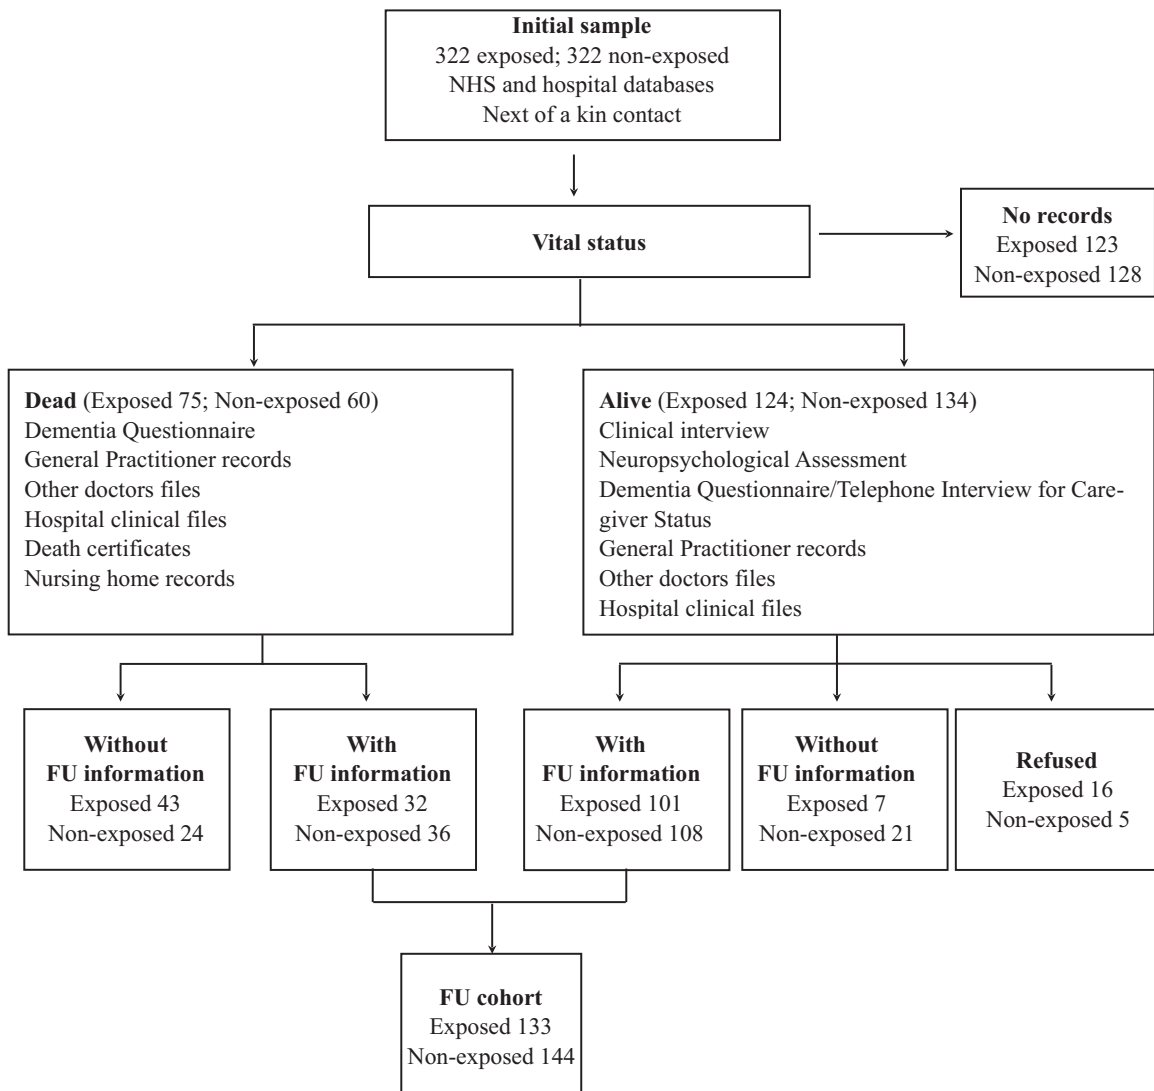 Initial sample
322 exposed; 322 non-exposed
NHS and hospital databases
Next of a kin contact
Vital status
No records
Exposed 123
Non-exposed 128
Dead (Exposed 75; Non-exposed 60)
Dementia Questionnaire
General Practitioner records
Other doctors files
Hospital clinical files
Death certificates
Nursing home records
Alive (Exposed 124; Non-exposed 134)
Clinical interview
Neuropsychological Assessment
Dementia Questionnaire/Telephone Interview for Care-
giver Status
General Practitioner records
Other doctors files
Hospital clinical files
Without
FU information
Exposed 43
Non-exposed 24
With
FU information
Exposed 32
Non-exposed 36
With
FU information
Exposed 101
Non-exposed 108
Without
FU information
Exposed 7
Non-exposed 21
Refused
Exposed 16
Non-exposed 5
FU cohort
Exposed 133
Non-exposed 144